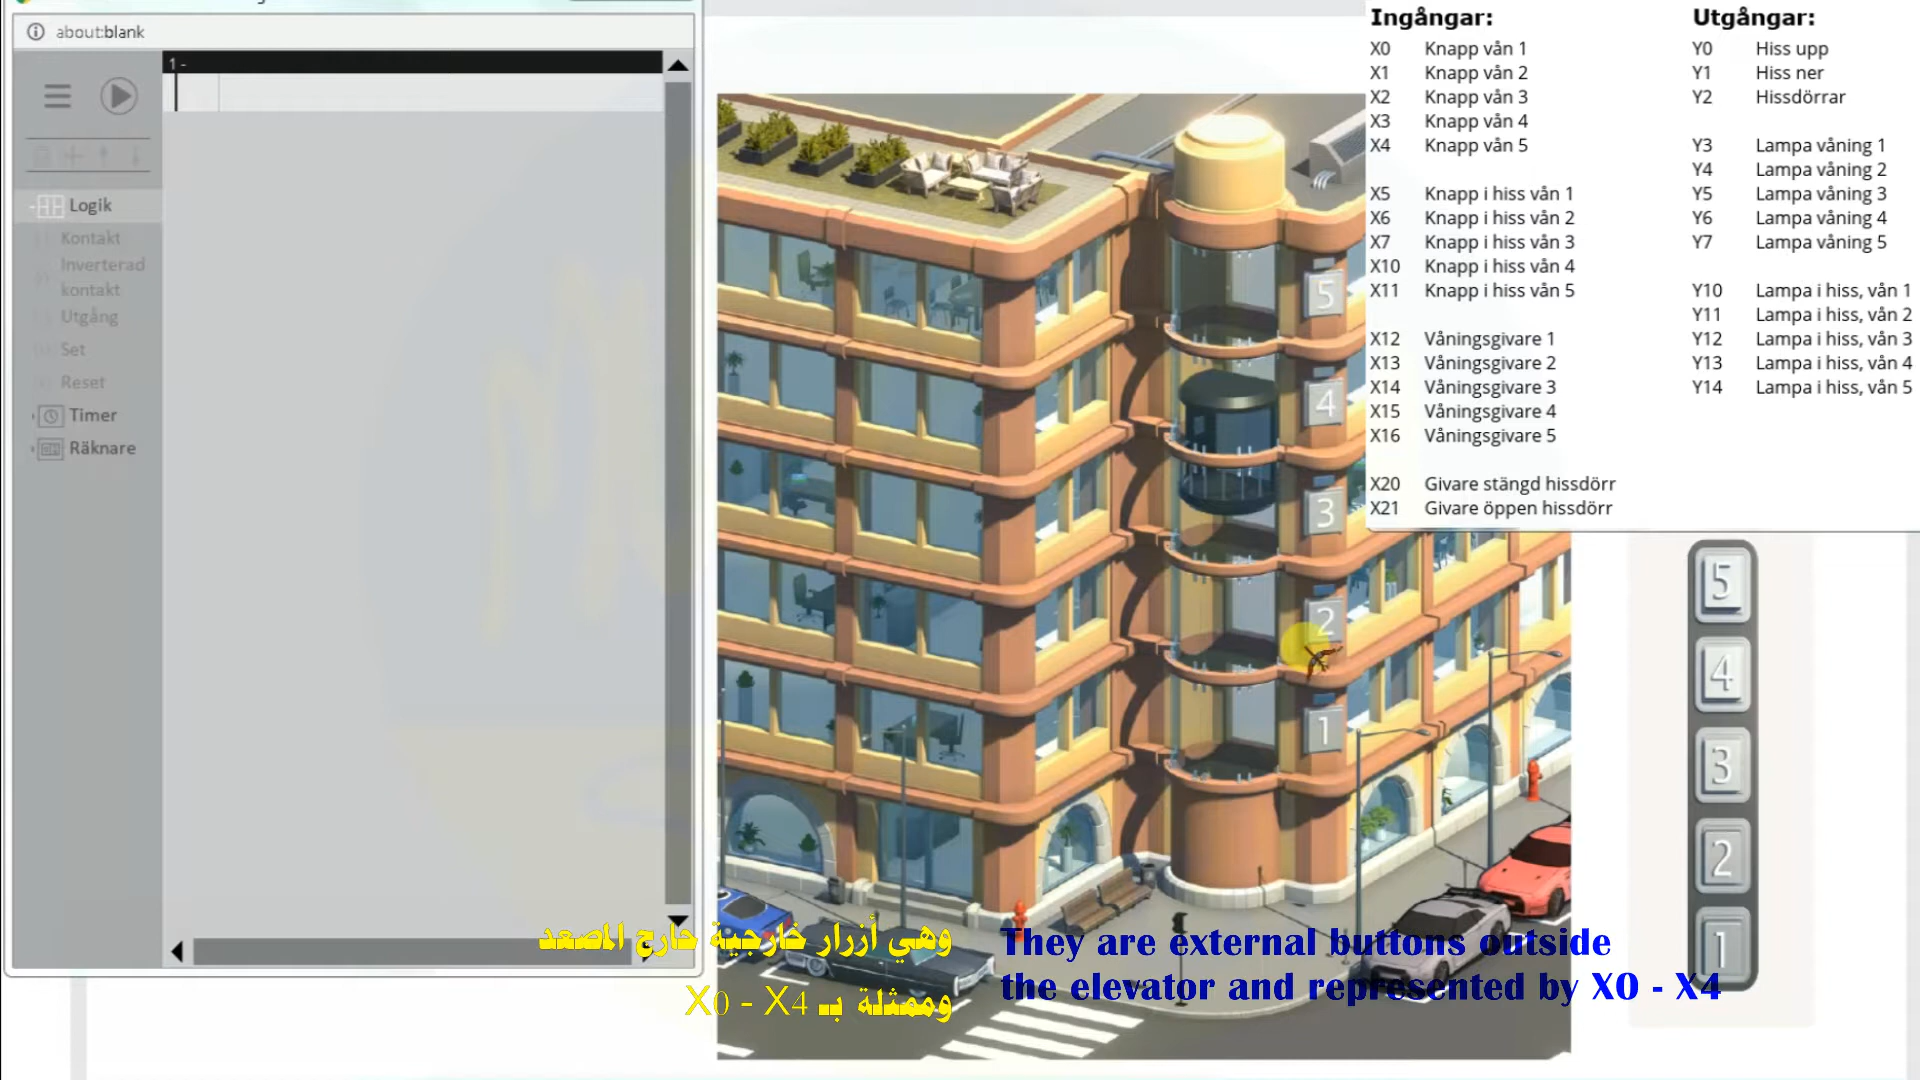 about:blank
1 -
Logik
Kontakt
Inverterad
kontakt
Utgång
Set
Reset
Timer
Räknare
5
4
3
2
1
Ingångar:
X0 Knapp vån 1
X1 Knapp vån 2
X2 Knapp vån 3
X3 Knapp vån 4
X4 Knapp vån 5
X5 Knapp i hiss vån 1
X6 Knapp i hiss vån 2
X7 Knapp i hiss vån 3
X10 Knapp i hiss vån 4
X11 Knapp i hiss vån 5
X12 Våningsgivare 1
X13 Våningsgivare 2
X14 Våningsgivare 3
X15 Våningsgivare 4
X16 Våningsgivare 5
X20 Givare stängd hissdörr
X21 Givare öppen hissdörr
Utgångar:
Y0 Hiss upp
Y1 Hiss ner
Y2 Hissdörrar
Y3 Lampa våning 1
Y4 Lampa våning 2
Y5 Lampa våning 3
Y6 Lampa våning 4
Y7 Lampa våning 5
Y10 Lampa i hiss, vån 1
Y11 Lampa i hiss, vån 2
Y12 Lampa i hiss, vån 3
Y13 Lampa i hiss, vån 4
Y14 Lampa i hiss, vån 5
5
4
3
2
1
وهي أزرار خارجية خارج المصعد
وممثلة بـ X0 - X4
They are external buttons outside
the elevator and represented by X0 - X4